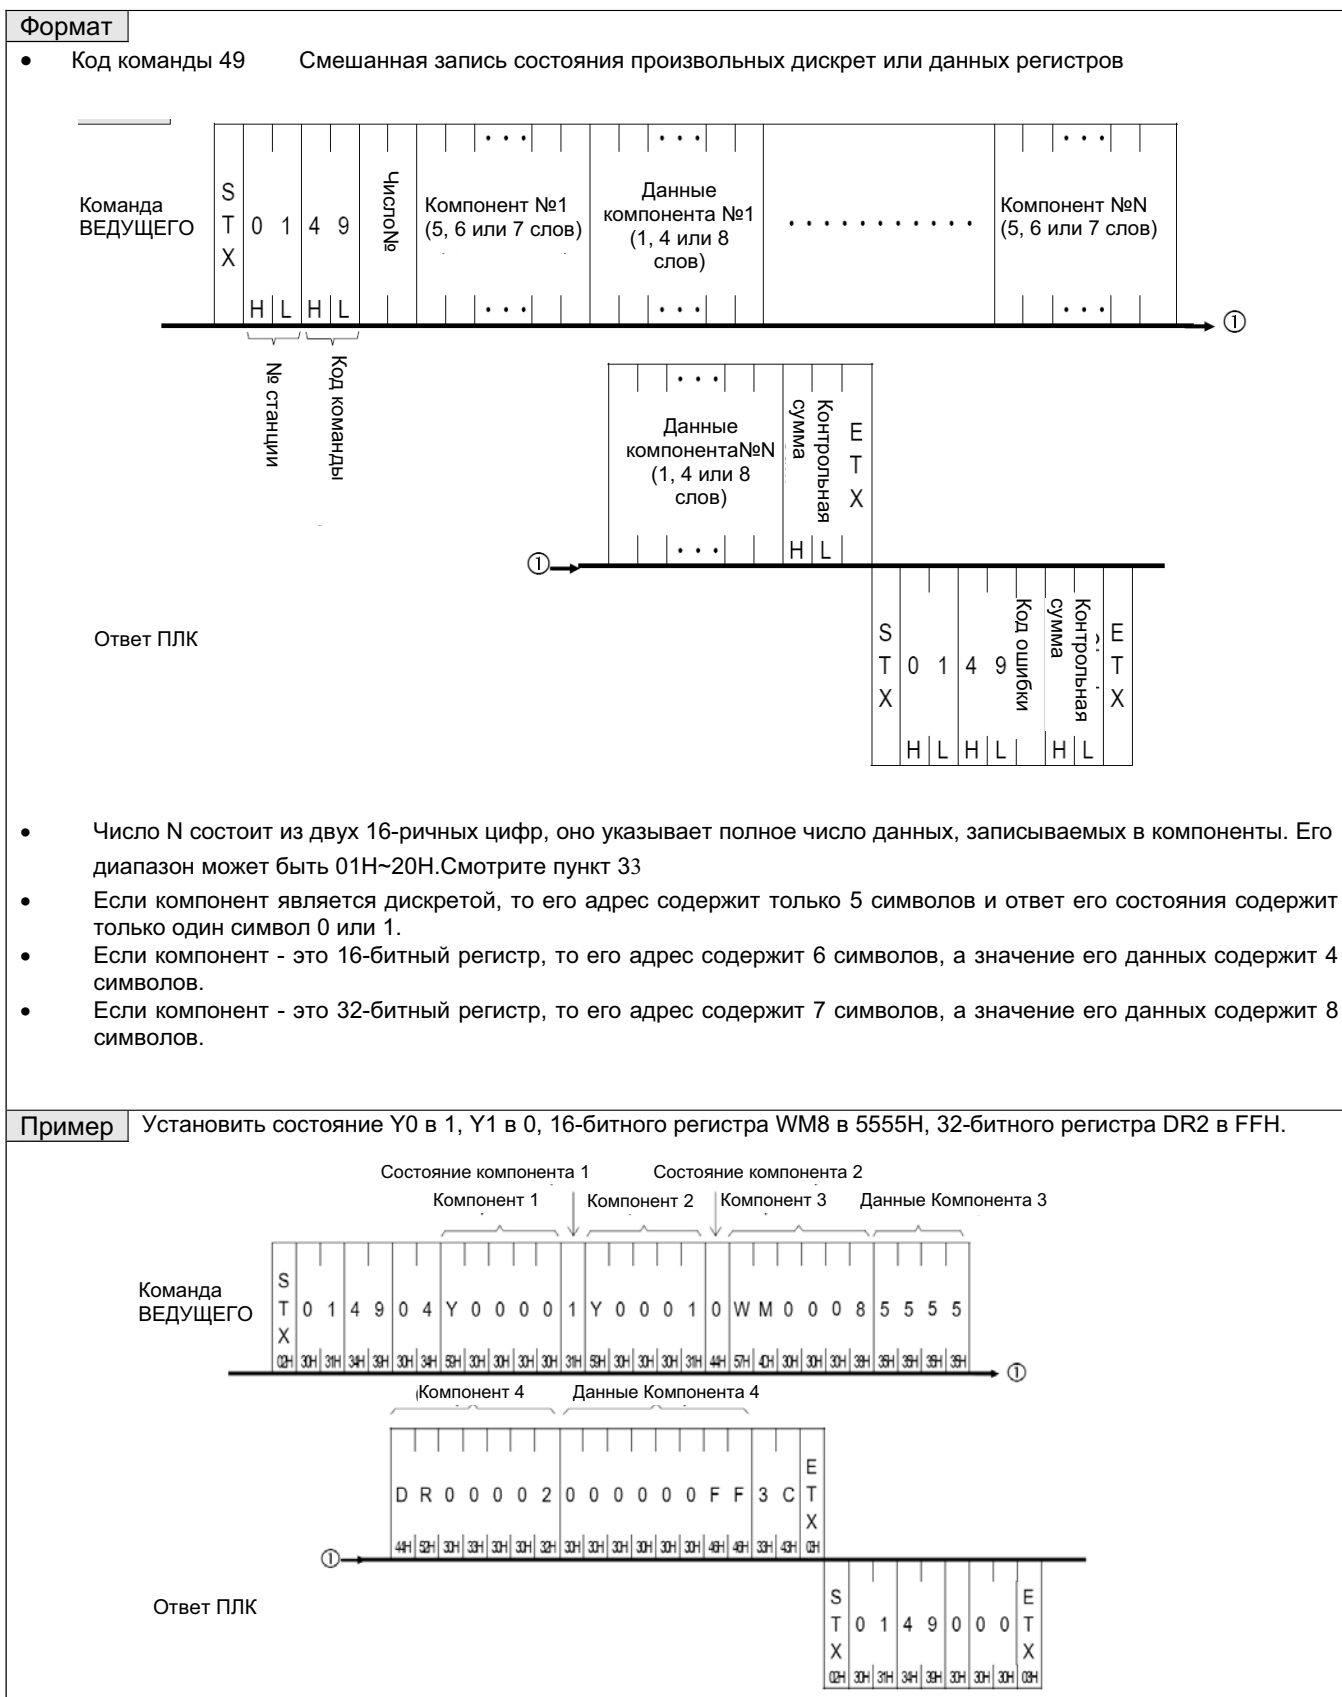 Формат
• Код команды 49 Смешанная запись состояния произвольных дискрет или данных регистров
Команда ВЕДУЩЕГО
STX
0 1
4 9
Число№
Компонент №1
(5, 6 или 7 слов)
Данные
компонента №1
(1, 4 или 8
слов)
Компонент №N
(5, 6 или 7 слов)
H L H L
①
№ станции
Код команды
Данные
компонента№N
(1, 4 или 8
слов)
Контрольная сумма
ETX
H L
①
Ответ ПЛК
STX
0 1
4 9
Код ошибки
Контрольная сумма
ETX
H L H L H L
• Число N состоит из двух 16-ричных цифр, оно указывает полное число данных, записываемых в компоненты. Его
диапазон может быть 01H~20H.Смотрите пункт 33
• Если компонент является дискретой, то его адрес содержит только 5 символов и ответ его состояния содержит
только один символ 0 или 1.
• Если компонент - это 16-битный регистр, то его адрес содержит 6 символов, а значение его данных содержит 4
символов.
• Если компонент - это 32-битный регистр, то его адрес содержит 7 символов, а значение его данных содержит 8
символов.
Пример Установить состояние Y0 в 1, Y1 в 0, 16-битного регистра WM8 в 5555H, 32-битного регистра DR2 в FFH.
Состояние компонента 1 Состояние компонента 2
Компонент 1 Компонент 2 Компонент 3 Данные Компонента 3
Команда
ВЕДУЩЕГО
STX 0 1 4 9 0 4 Y 0 0 0 0 1 Y 0 0 0 1 0 W M 0 0 0 8 5 5 5 5
02H 30H 31H 34H 39H 30H 34H 59H 30H 30H 30H 30H 31H 59H 30H 30H 30H 31H 44H 57H 4DH 30H 30H 30H 38H 35H 35H 35H 35H
①
Компонент 4 Данные Компонента 4
D R 0 0 0 0 2 0 0 0 0 0 0 F F 3 C ETX
44H 52H 30H 33H 30H 30H 32H 30H 30H 30H 30H 30H 30H 46H 46H 33H 43H 03H
①
Ответ ПЛК
STX 0 1 4 9 0 0 0 ETX
02H 30H 31H 34H 39H 30H 30H 30H 03H